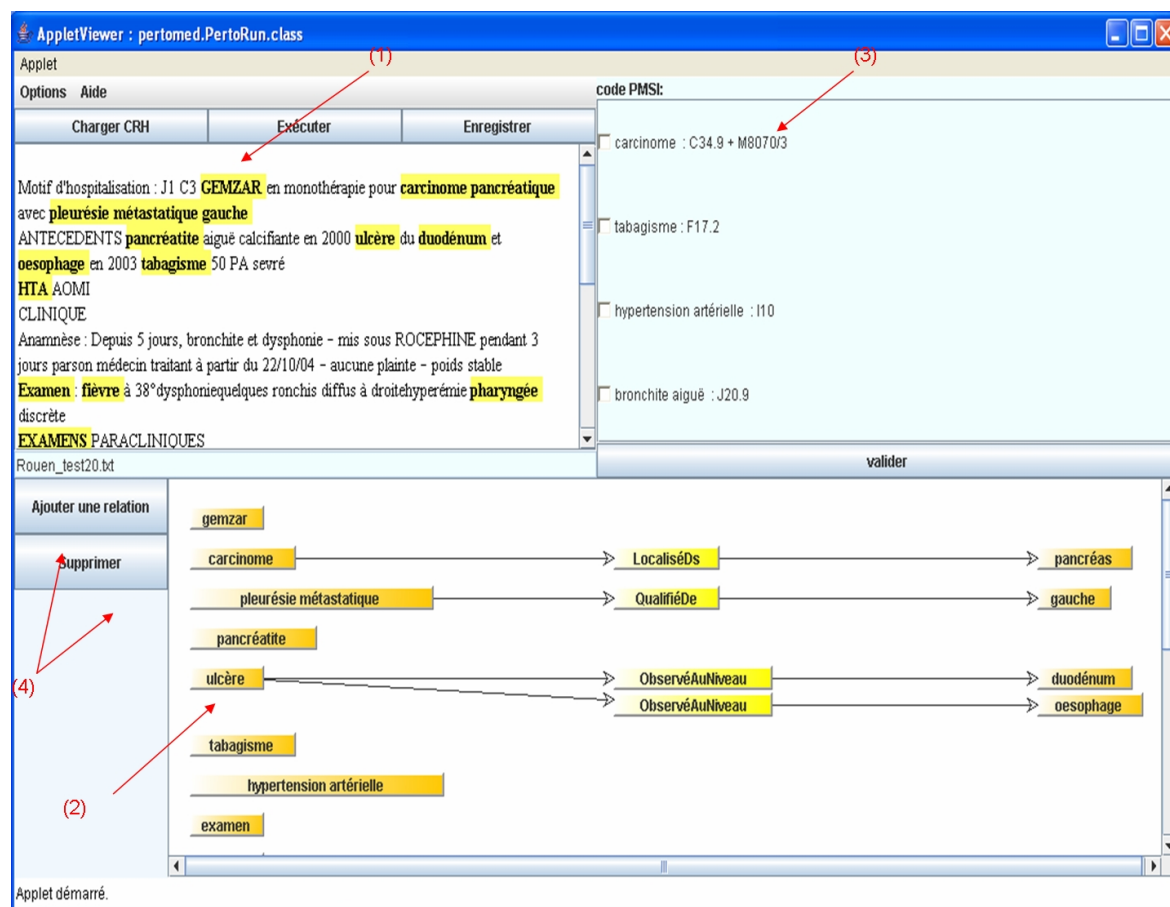 AppletViewer : pertomed.PertoRun.class
Applet
(1)
(3)
Options Aide
code PMSI:
Charger CRH
Exécuter
Enregistrer
Motif d'hospitalisation : J1 C3 GEMZAR en monothérapie pour carcinome pancréatique
avec pleurésie métastatique gauche
ANTECEDENTS pancréatite aiguë calcifiante en 2000 ulcère du duodénum et
oesophage en 2003 tabagisme 50 PA sevré
HTA AOMI
CLINIQUE
Anamnèse : Depuis 5 jours, bronchite et dysphonie - mis sous ROCEPHINE pendant 3
jours parson médecin traitant à partir du 22/10/04 - aucune plainte - poids stable
Examen : fièvre à 38°dysphoniequelques ronchis diffus à droitehyperémie pharyngée
discrète
EXAMENS PARACLINIQUES
Rouen_test20.txt
carcinome : C34.9 + M8070/3
tabagisme : F17.2
hypertension artérielle : I10
bronchite aiguë : J20.9
valider
Ajouter une relation
Supprimer
(4)
(2)
gemzar
carcinome LocaliséDs pancréas
pleurésie métastatique QualifiéDe gauche
pancréatite
ulcère ObservéAuNiveau duodénum
ObservéAuNiveau oesophage
tabagisme
hypertension artérielle
examen
Applet démarré.